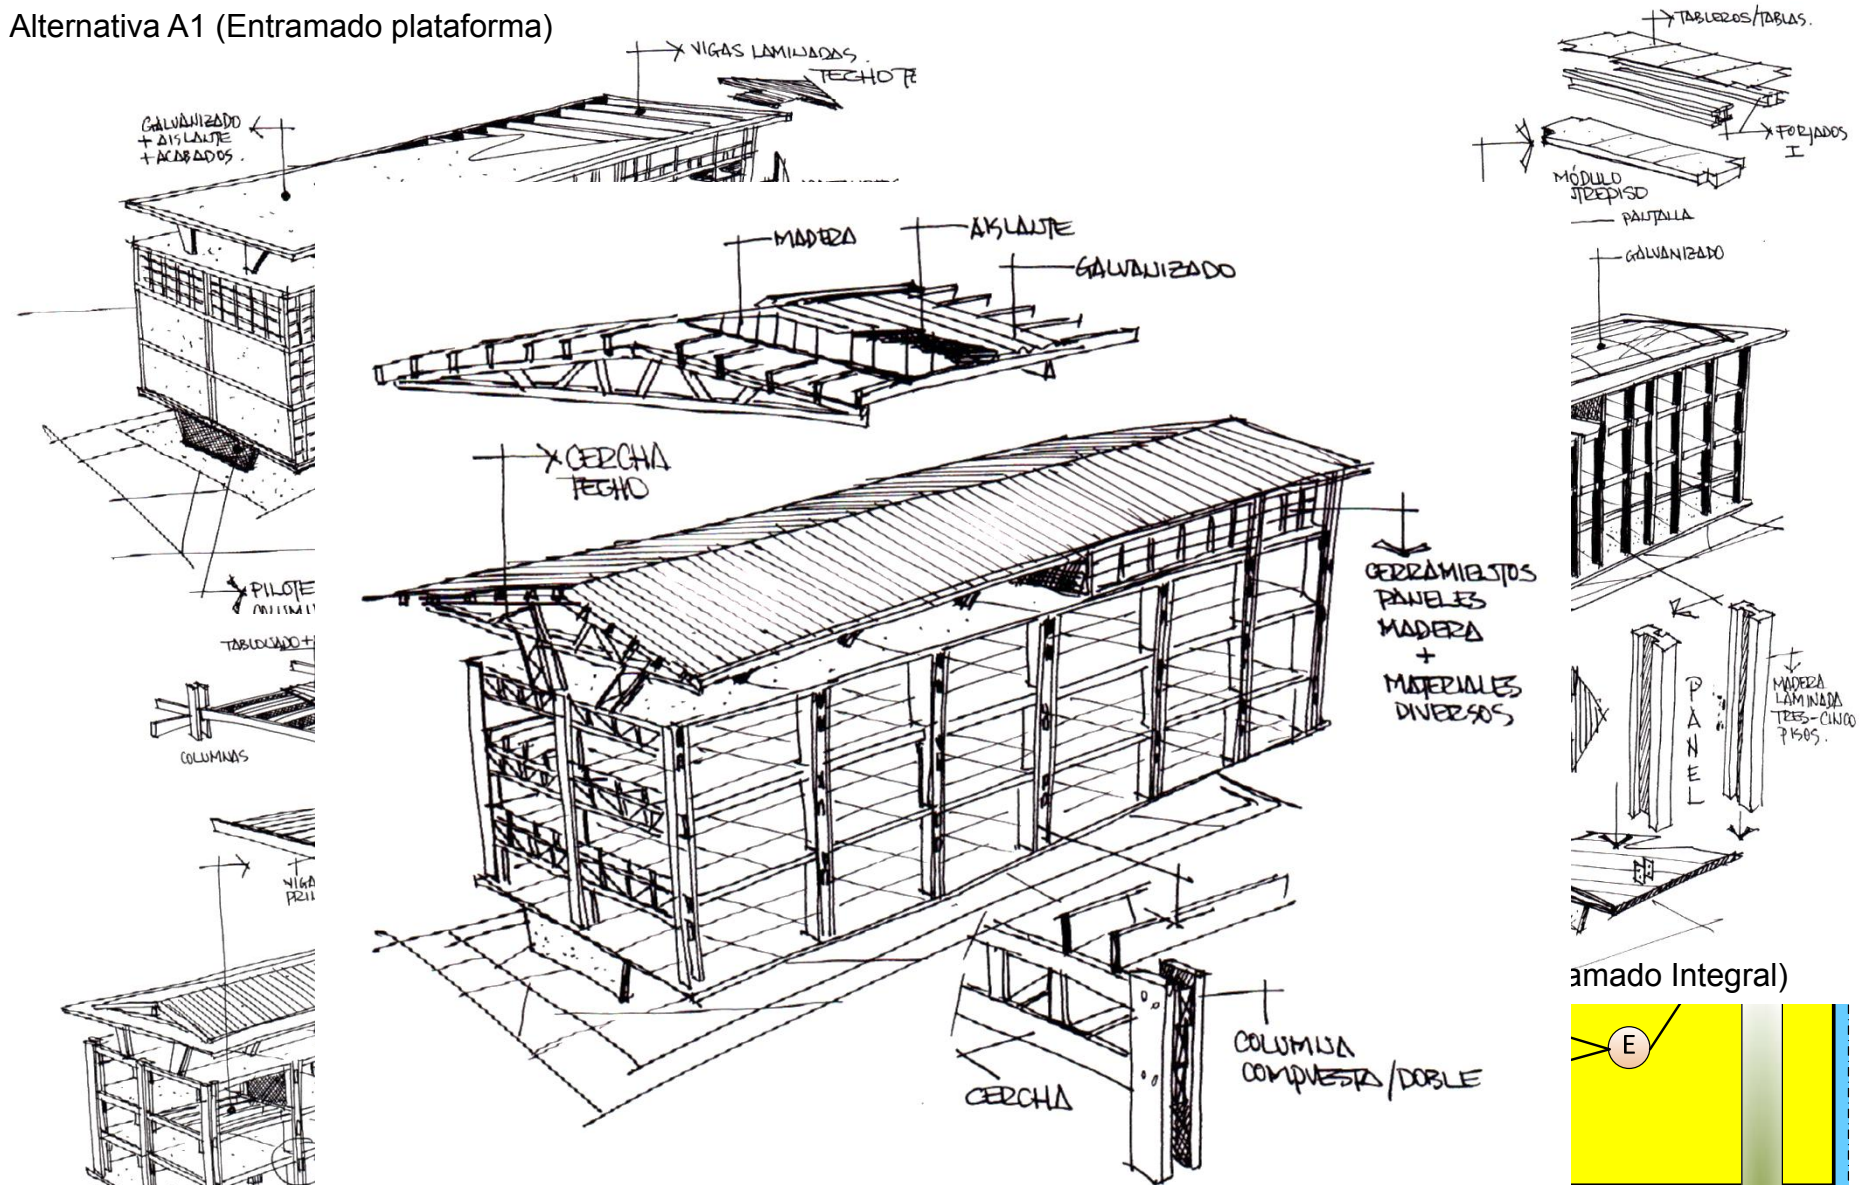 Alternativa A1 (Entramado plataforma)
VIGAS LAMINADAS.
TECHO TE
GALVANIZADO
+ AISLANTE
+ ACABADOS.
TABLEROS/TABLAS.
FORJADOS
I
MÓDULO
PANTALLA
GALVANIZADO
MADERA
AISLANTE
GALVANIZADO
CERCHA
TECHO
CERRAMIENTOS
PANELES
MADERA
+
MATERIALES
DIVERSOS
PILOTE
TABLONADO +
COLUMNAS
VIGA
PRI
PANEL
MADERA
LAMINADA
TRES-CINCO
PISOS.
amado Integral)
E
CERCHA
COLUMNA
COMPUESTA/DOBLE